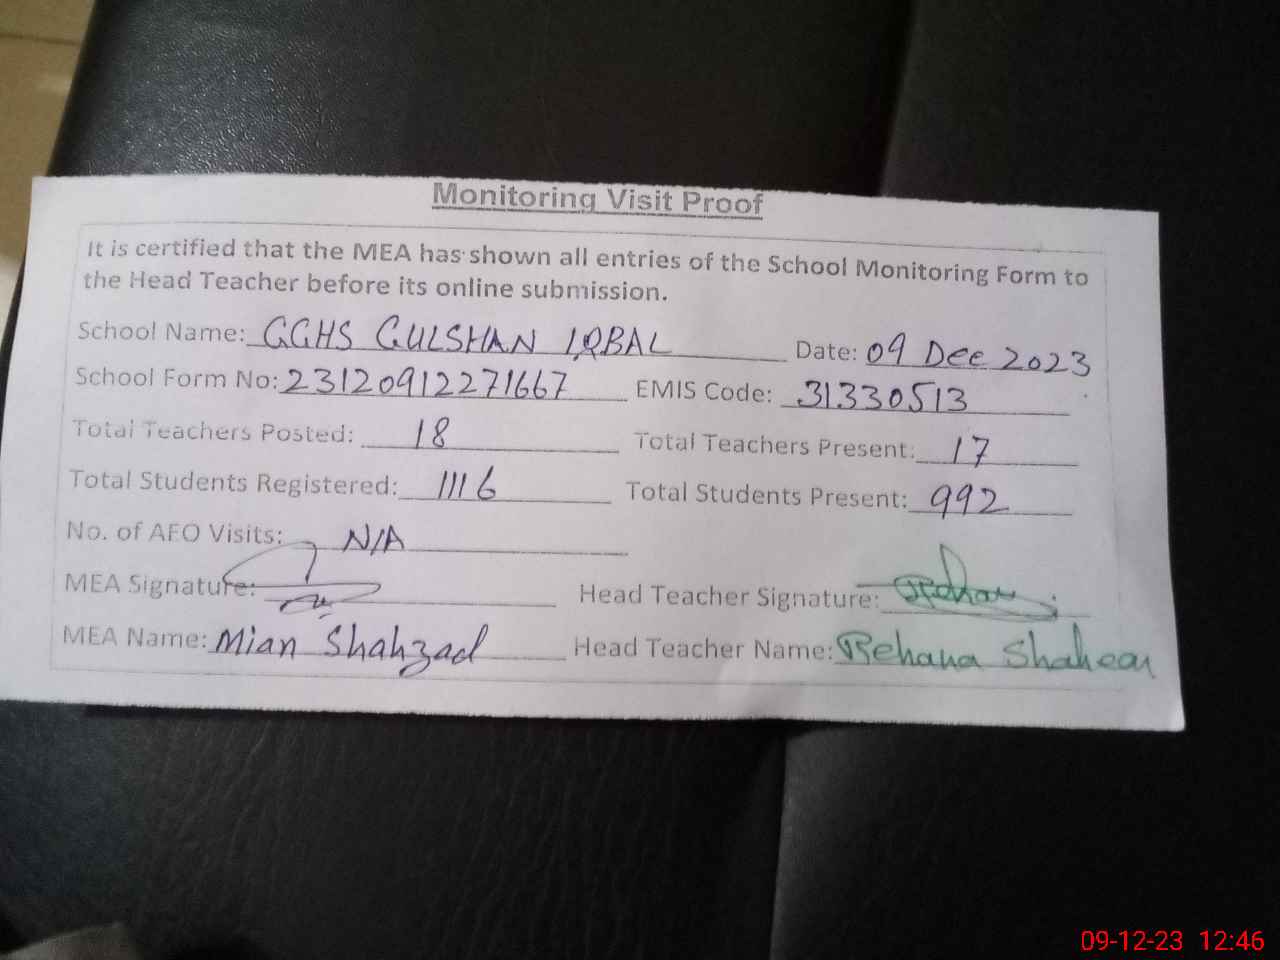 Monitoring Visit Proof
It is certified that the MEA has shown all entries of the School Monitoring Form to
the Head Teacher before its online submission.
School Name: GGHS GULSHAN IQBAL Date: 09 Dec 2023
School Form No: 23120912271667 EMIS Code: 31330513
Total Teachers Posted: 18 Total Teachers Present: 17
Total Students Registered: 1116 Total Students Present: 992
No. of AEO Visits: N/A
MEA Signature: Head Teacher Signature:
MEA Name: Mian Shahzad Head Teacher Name: Rehana Shaheen
09-12-23 12:46